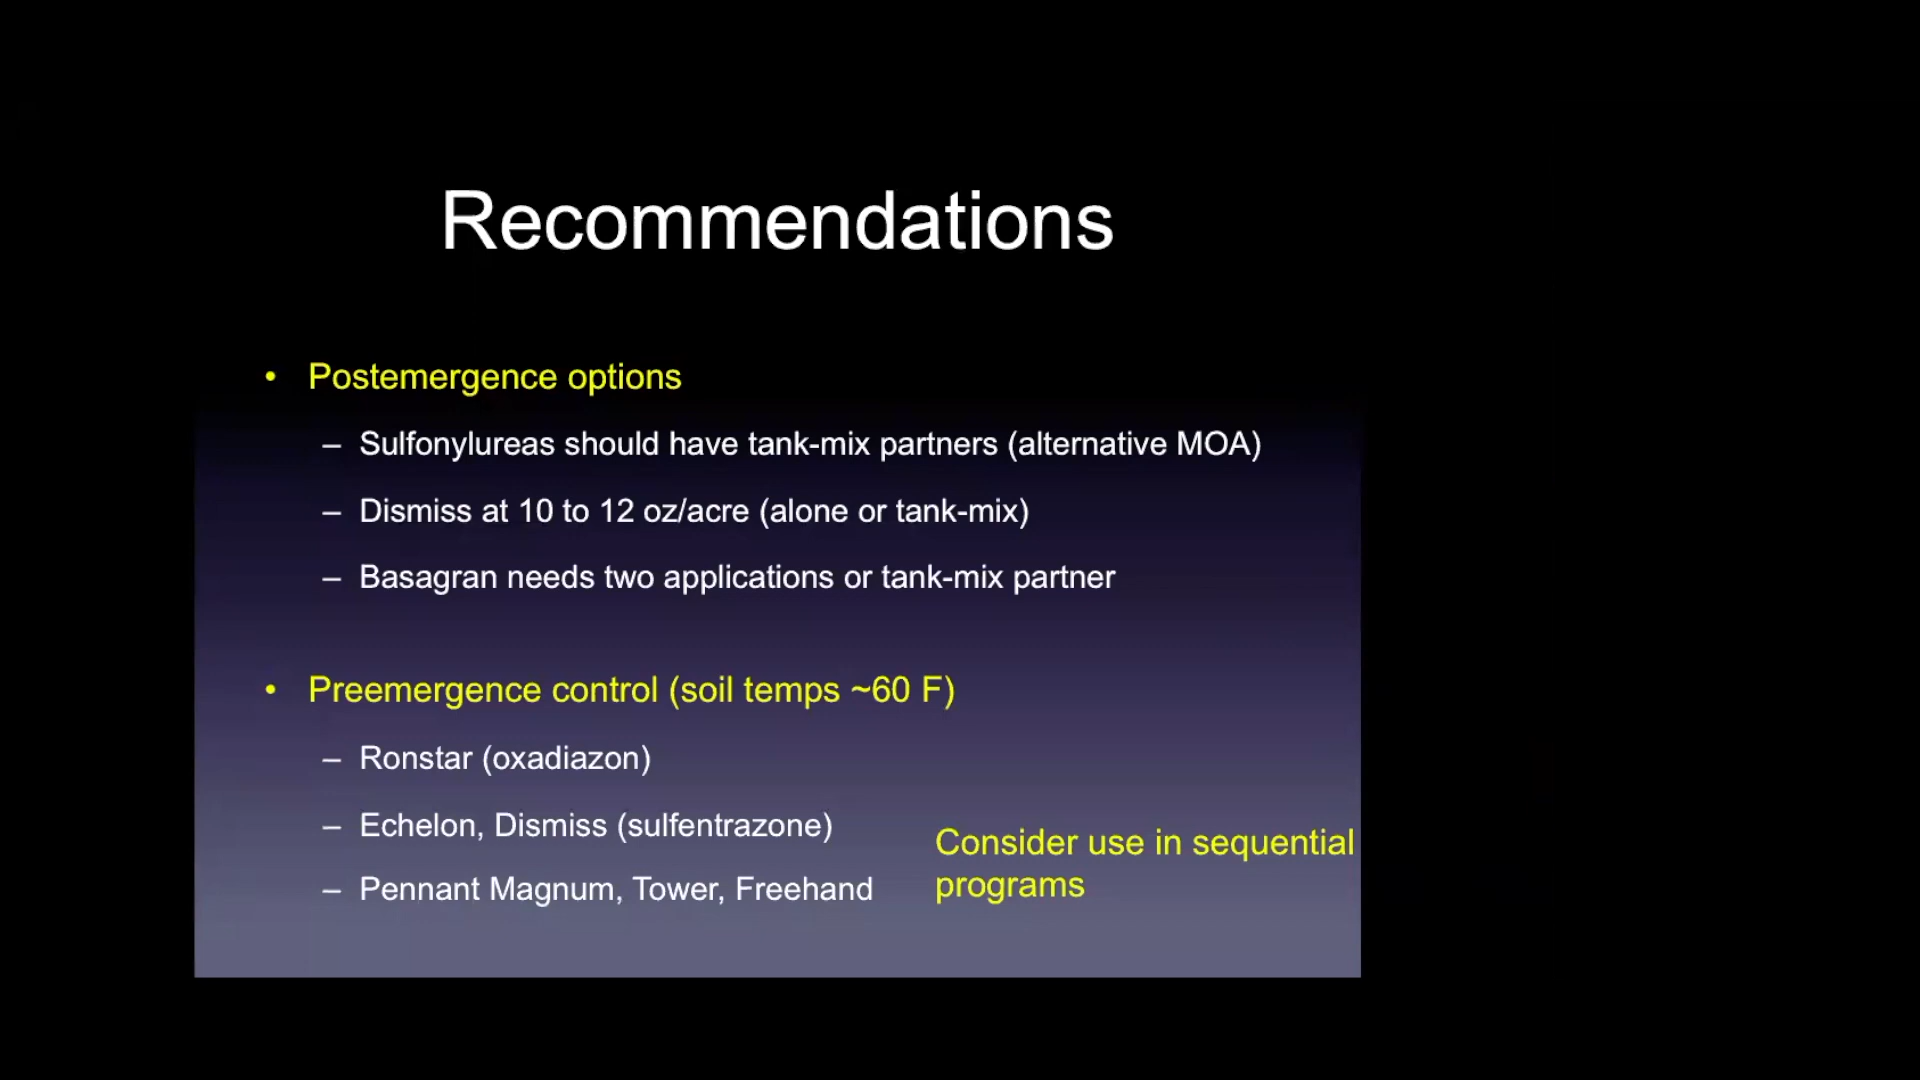 Recommendations
• Postemergence options
– Sulfonylureas should have tank-mix partners (alternative MOA)
– Dismiss at 10 to 12 oz/acre (alone or tank-mix)
– Basagran needs two applications or tank-mix partner
• Preemergence control (soil temps ~60 F)
– Ronstar (oxadiazon)
– Echelon, Dismiss (sulfentrazone)
– Pennant Magnum, Tower, Freehand
Consider use in sequential
programs